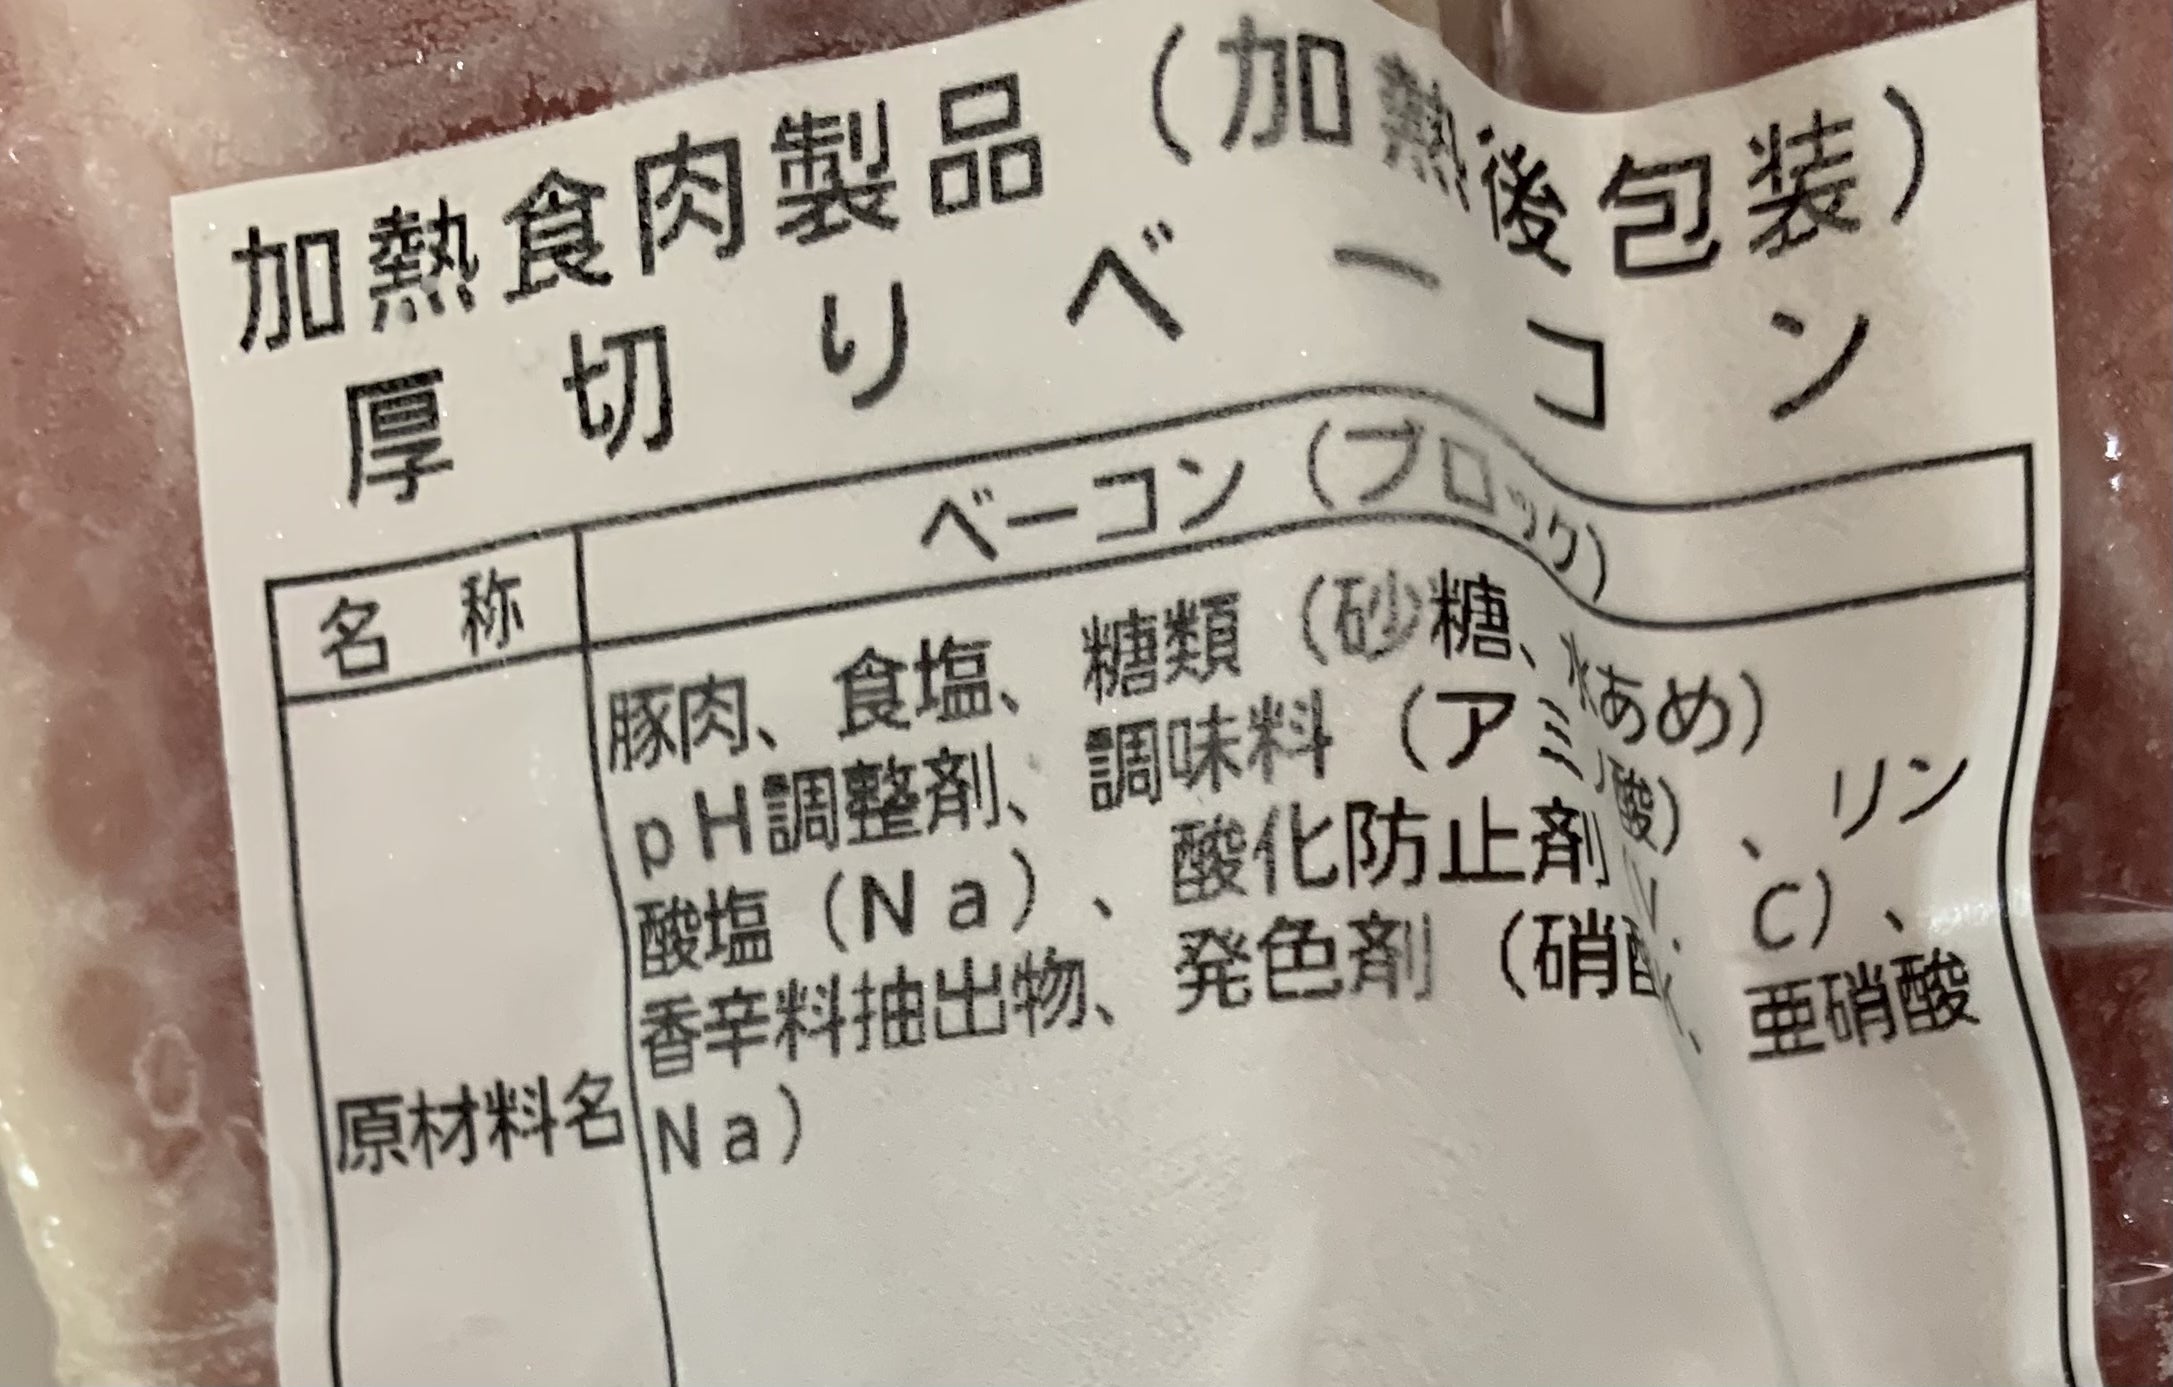 加熱食肉製品（加熱後包装）
厚切りベーコン
名称 ベーコン（ブロック）
原材料名 豚肉、食塩、糖類（砂糖、水あめ）
pH調整剤、調味料（アミ酸）、リン
酸塩（Na）、酸化防止剤 C）、
香辛料抽出物、発色剤（硝 、亜硝酸
Na）